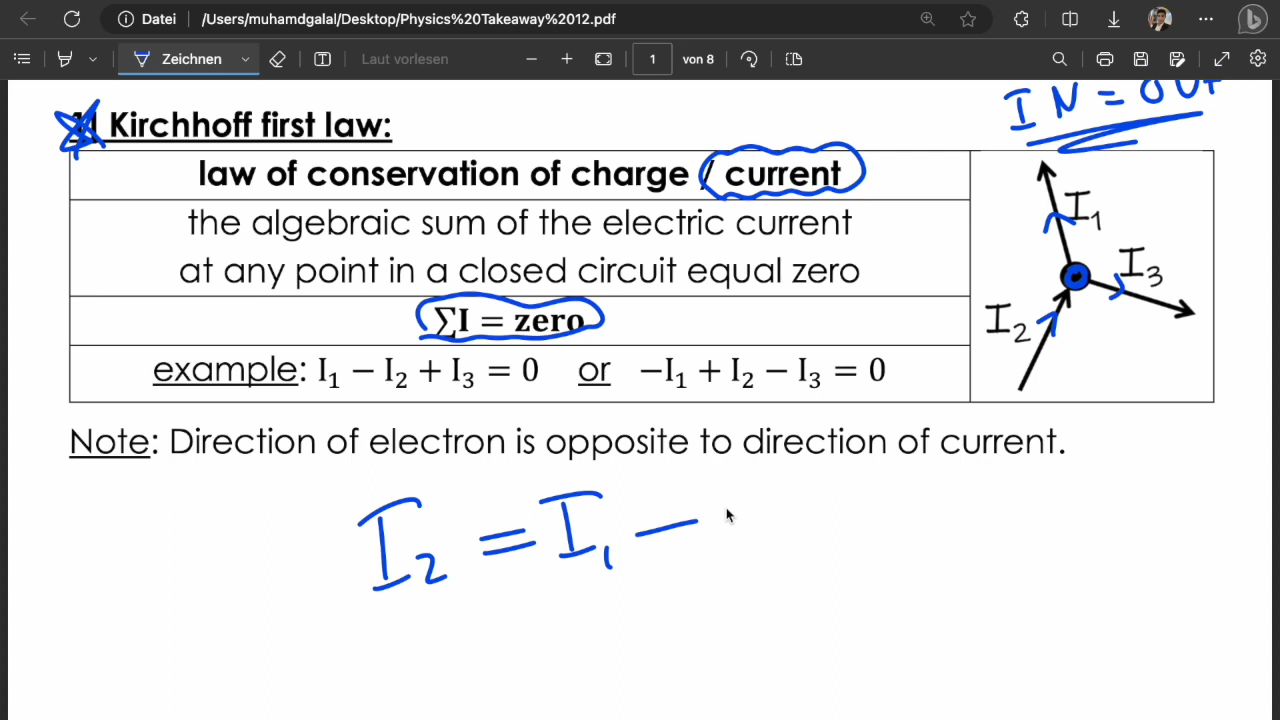 Datei /Users/muhamdgalal/Desktop/Physics%20Takeaway%2012.pdf
Zeichnen Laut vorlesen 1 von 8
IN = OUT
Kirchhoff first law:
law of conservation of charge / current
the algebraic sum of the electric current
at any point in a closed circuit equal zero
∑I = zero
example: I₁ − I₂ + I₃ = 0 or −I₁ + I₂ − I₃ = 0
I₁
I₃
I₂
Note: Direction of electron is opposite to direction of current.
I₂ = I₁ −